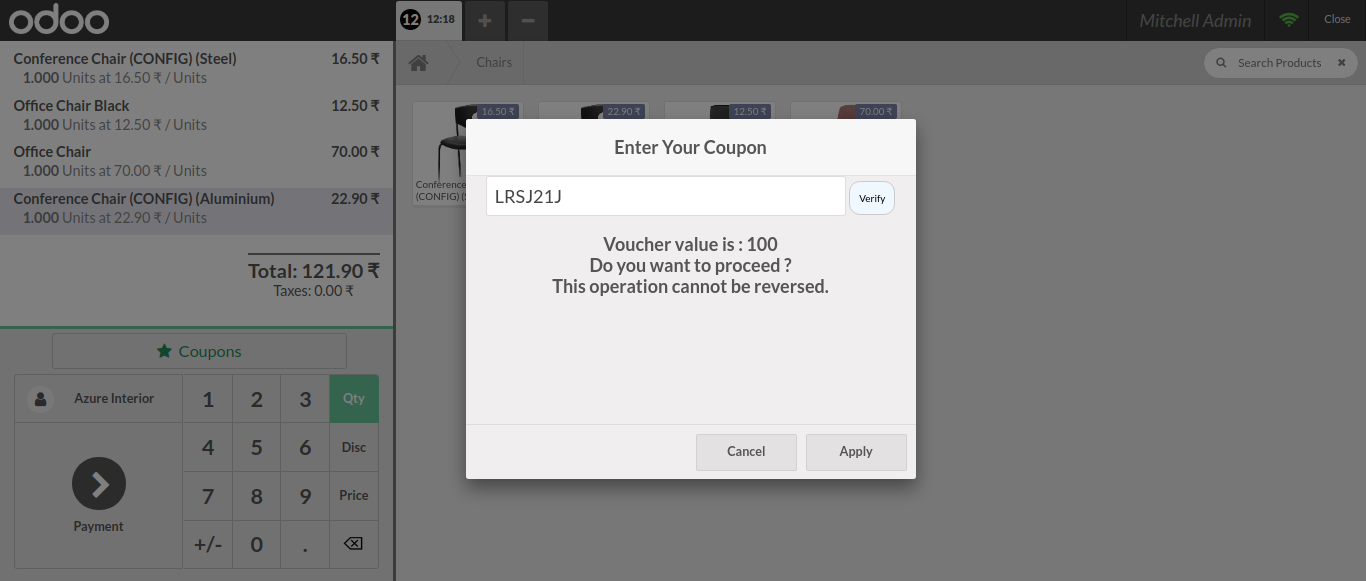 odoo
12 12:18
Mitchell Admin
Close
Conference Chair (CONFIG) (Steel) 16.50 ₹
1.000 Units at 16.50 ₹ / Units
Office Chair Black 12.50 ₹
1.000 Units at 12.50 ₹ / Units
Office Chair 70.00 ₹
1.000 Units at 70.00 ₹ / Units
Conference Chair (CONFIG) (Aluminium) 22.90 ₹
1.000 Units at 22.90 ₹ / Units
Total: 121.90 ₹
Taxes: 0.00 ₹
Coupons
Azure Interior
1 2 3 Qty
4 5 6 Disc
7 8 9 Price
+/- 0 .
Payment
Chairs
Search Products
16.50 ₹ 22.90 ₹ 12.50 ₹ 70.00 ₹
Conference
(CONFIG)
Enter Your Coupon
LRSJ21J
Verify
Voucher value is : 100
Do you want to proceed ?
This operation cannot be reversed.
Cancel Apply